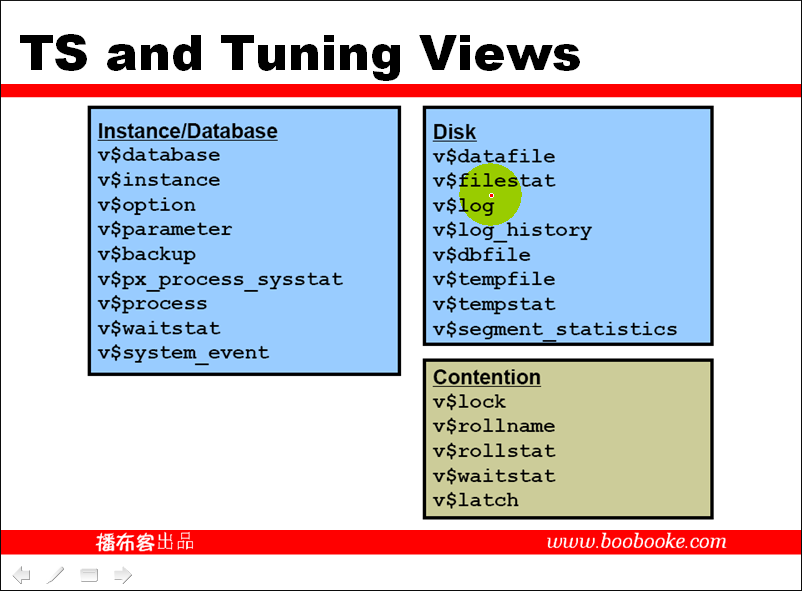 TS and Tuning Views
Instance/Database
v$database
v$instance
v$option
v$parameter
v$backup
v$px_process_sysstat
v$process
v$waitstat
v$system_event
Disk
v$datafile
v$filestat
v$log
v$log_history
v$dbfile
v$tempfile
v$tempstat
v$segment_statistics
Contention
v$lock
v$rollname
v$rollstat
v$waitstat
v$latch
播布客出品
www.boobooke.com